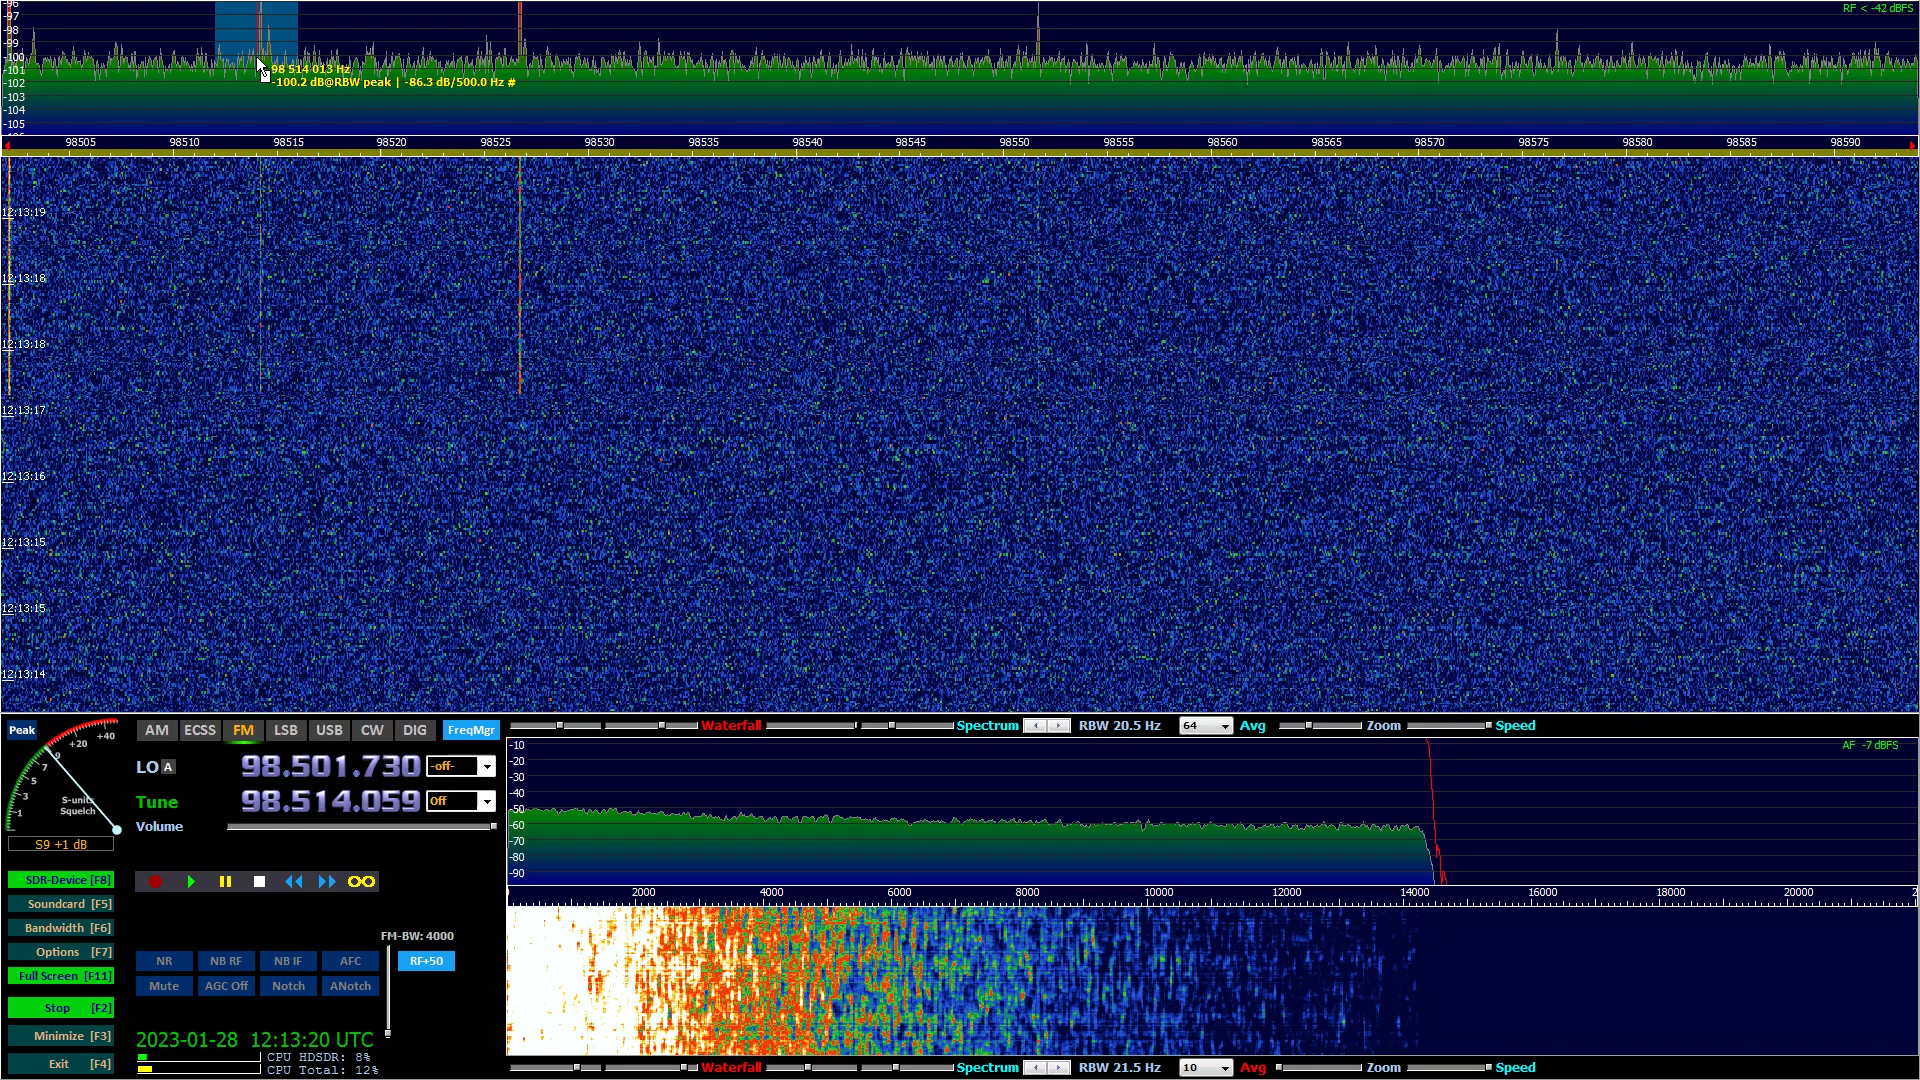 -96
RF < -42 dBFS
-97
-98
-99
-100
98 514 013 Hz
-101
-100.2 dB@RBW peak | -86.3 dB/500.0 Hz #
-102
-103
-104
-105
98505 98510 98515 98520 98525 98530 98535 98540 98545 98550 98555 98560 98565 98570 98575 98580 98585 98590
12:13:19
12:13:18
12:13:18
12:13:17
12:13:16
12:13:15
12:13:15
12:13:14
Peak
+20 +40
9
7
5
3
1
S-units
Squelch
S9 +1 dB
AM ECSS FM LSB USB CW DIG FreqMgr
LO A 98.501.730 -off-
Tune 98.514.059 Off
Volume
SDR-Device [F8]
Soundcard [F5]
Bandwidth [F6]
Options [F7]
Full Screen [F11]
Stop [F2]
Minimize [F3]
Exit [F4]
FM-BW: 4000
NR NB RF NB IF AFC RF+50
Mute AGC Off Notch ANotch
2023-01-28 12:13:20 UTC
CPU HDSDR: 8%
CPU Total: 12%
Waterfall Spectrum RBW 20.5 Hz 64 Avg Zoom Speed
-10
AF -7 dBFS
-20
-30
-40
-50
-60
-70
-80
-90
2000 4000 6000 8000 10000 12000 14000 16000 18000 20000
Waterfall Spectrum RBW 21.5 Hz 10 Avg Zoom Speed